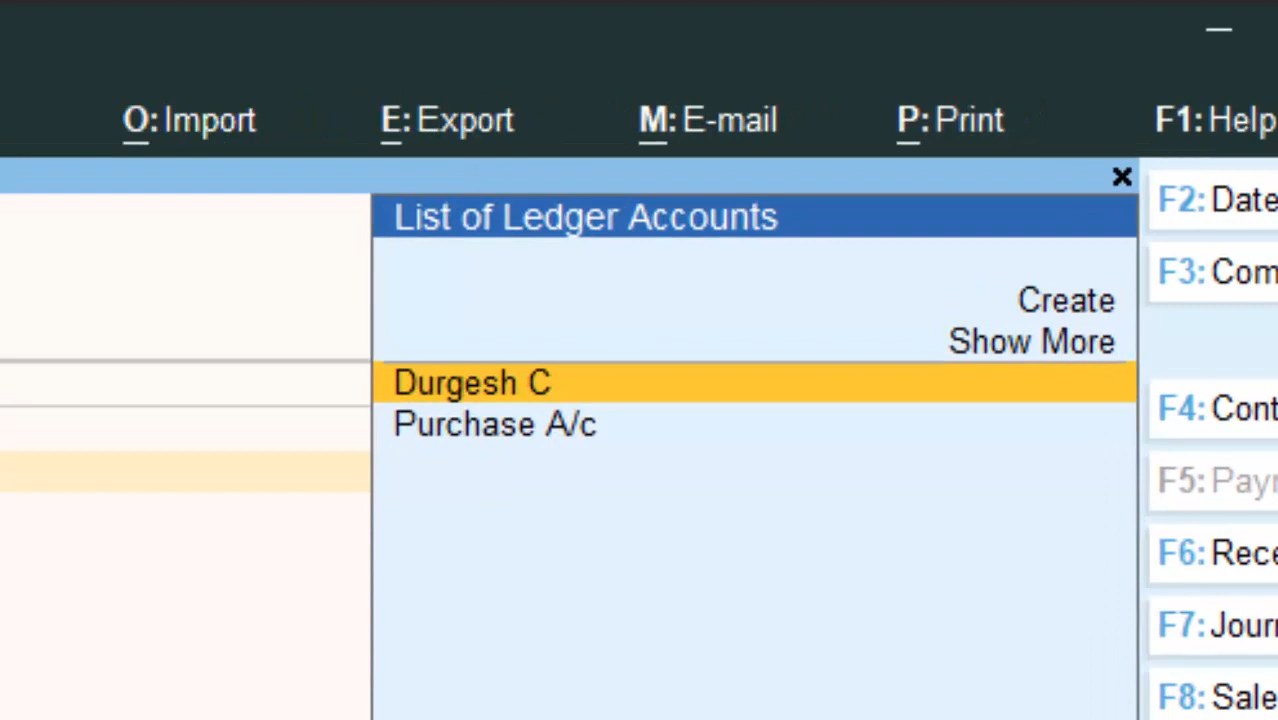 O: Import E: Export M: E-mail P: Print F1: Help
List of Ledger Accounts
Create
Show More
Durgesh C
Purchase A/c
F2: Date
F3: Com
F4: Cont
F5: Payr
F6: Rece
F7: Jour
F8: Sale